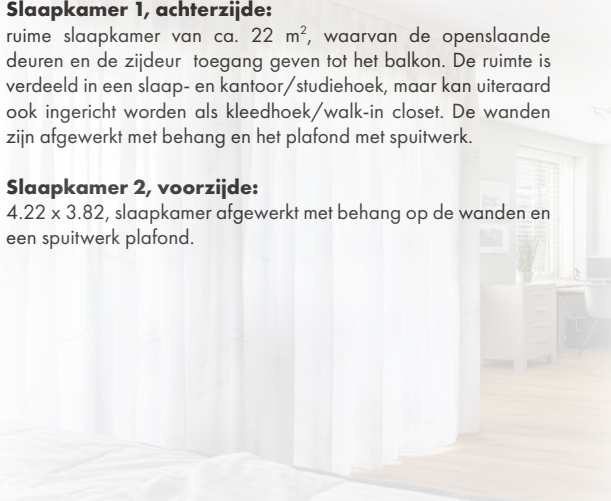 Slaapkamer 1, achterzijde:
ruime slaapkamer van ca. 22 m², waarvan de openslaande
deuren en de zijdeur toegang geven tot het balkon. De ruimte is
verdeeld in een slaap- en kantoor/studiehoek, maar kan uiteraard
ook ingericht worden als kleedhoek/walk-in closet. De wanden
zijn afgewerkt met behang en het plafond met spuitwerk.
Slaapkamer 2, voorzijde:
4.22 x 3.82, slaapkamer afgewerkt met behang op de wanden en
een spuitwerk plafond.